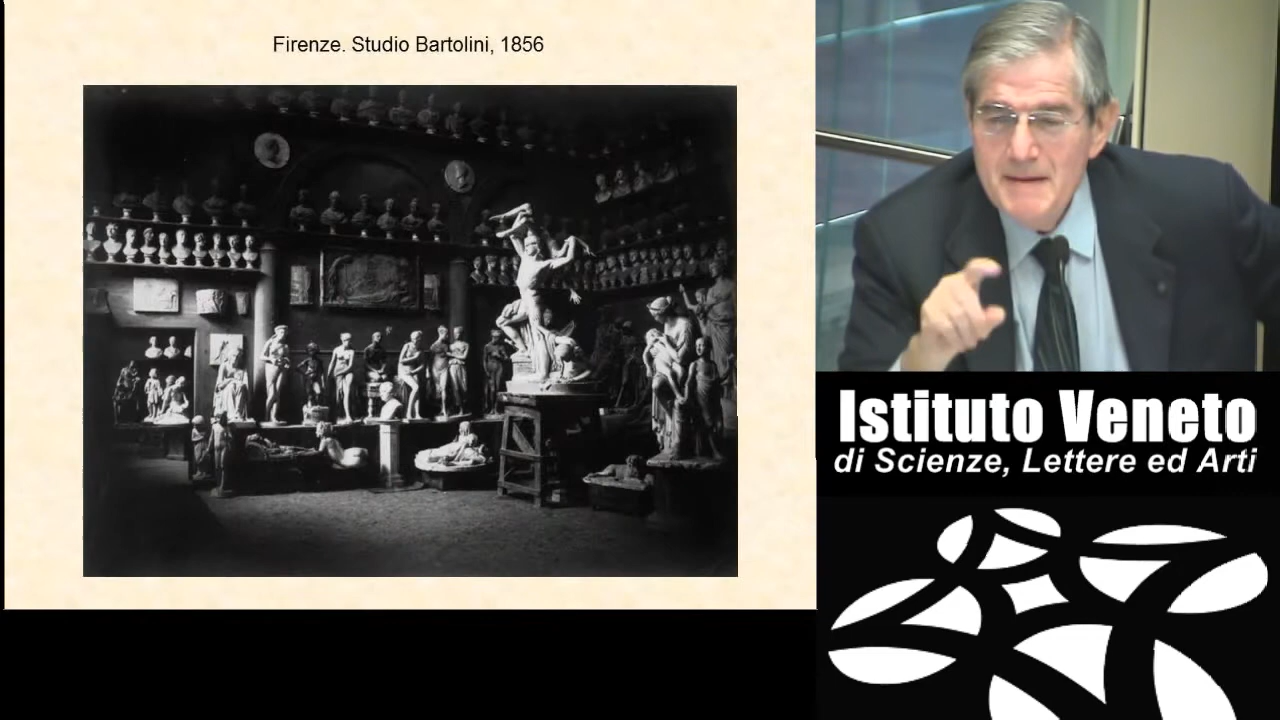 Firenze. Studio Bartolini, 1856
Istituto Veneto
di Scienze, Lettere ed Arti